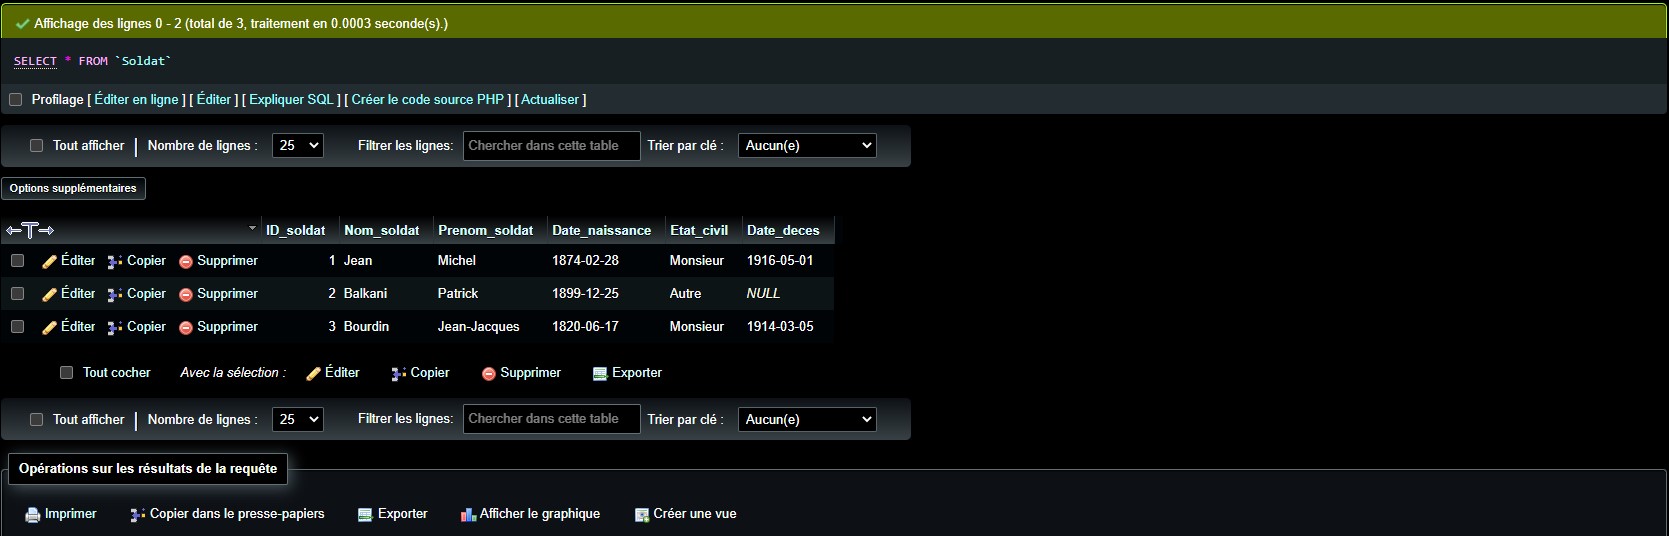 Affichage des lignes 0 - 2 (total de 3, traitement en 0.0003 seconde(s).)
SELECT * FROM `Soldat`
Profilage [ Éditer en ligne ] [ Éditer ] [ Expliquer SQL ] [ Créer le code source PHP ] [ Actualiser ]
Tout afficher | Nombre de lignes : 25 Filtrer les lignes: Chercher dans cette table Trier par clé : Aucun(e)
Options supplémentaires
ID_soldat Nom_soldat Prenom_soldat Date_naissance Etat_civil Date_deces
Éditer Copier Supprimer 1 Jean Michel 1874-02-28 Monsieur 1916-05-01
Éditer Copier Supprimer 2 Balkani Patrick 1899-12-25 Autre NULL
Éditer Copier Supprimer 3 Bourdin Jean-Jacques 1820-06-17 Monsieur 1914-03-05
Tout cocher Avec la sélection : Éditer Copier Supprimer Exporter
Tout afficher | Nombre de lignes : 25 Filtrer les lignes: Chercher dans cette table Trier par clé : Aucun(e)
Opérations sur les résultats de la requête
Imprimer Copier dans le presse-papiers Exporter Afficher le graphique Créer une vue